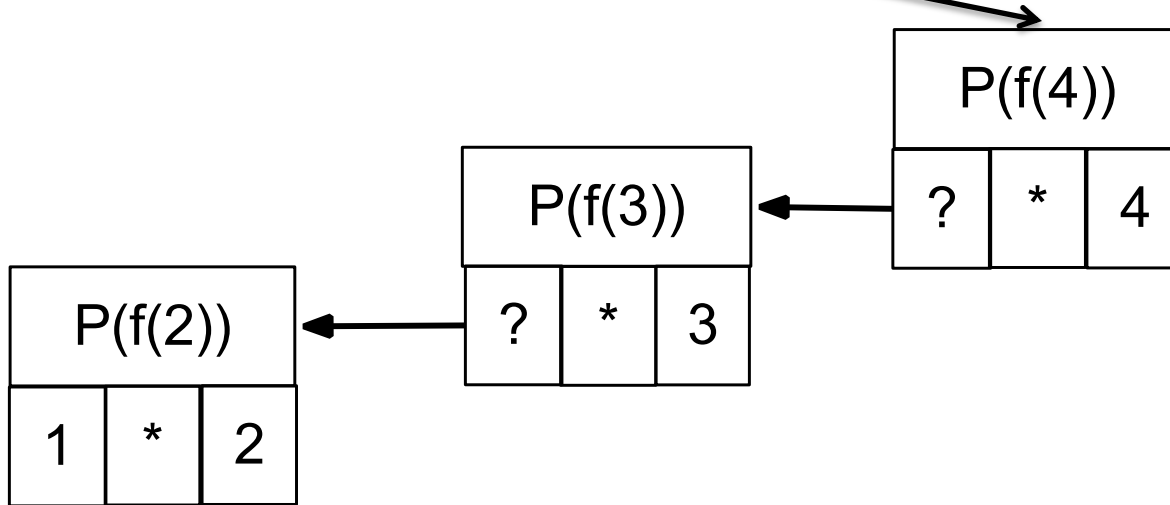 P(f(4))
? * 4
P(f(3))
? * 3
P(f(2))
1 * 2